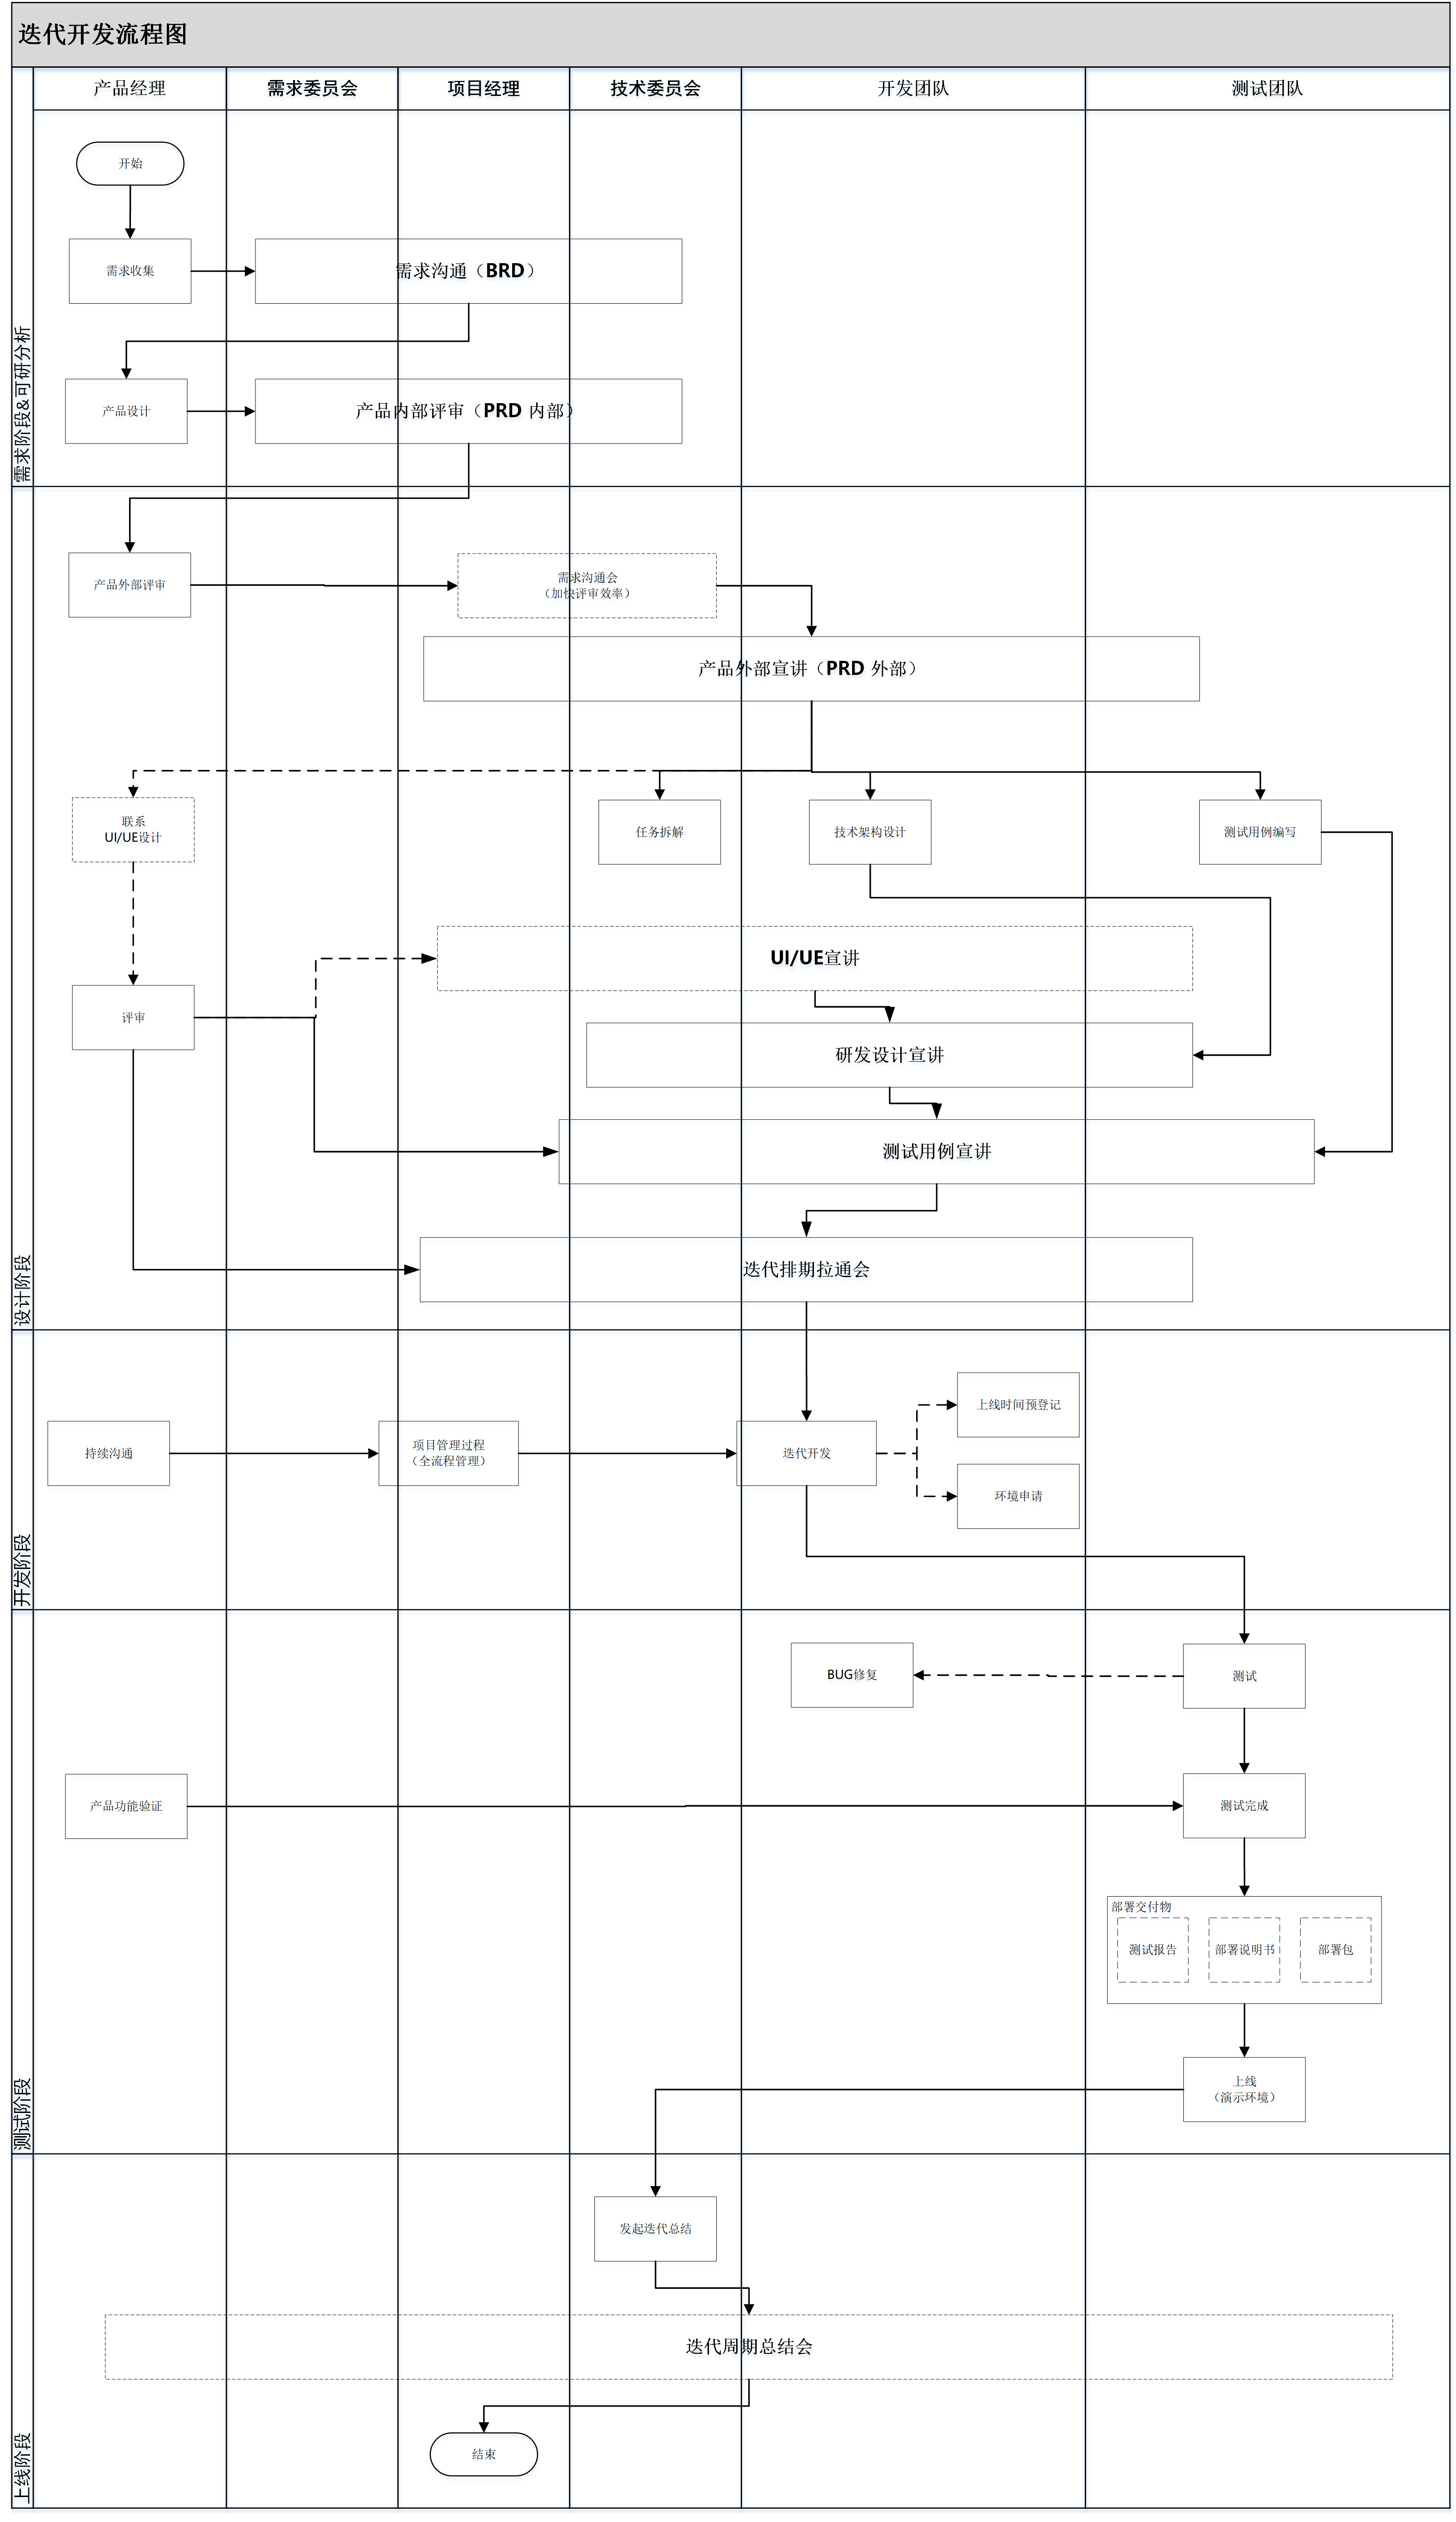 迭代开发流程图
产品经理
需求委员会
项目经理
技术委员会
开发团队
测试团队
需求阶段&可研分析
开始
需求收集
需求沟通（BRD）
产品设计
产品内部评审（PRD 内部）
设计阶段
产品外部评审
需求沟通会
（加快评审效率）
产品外部宣讲（PRD 外部）
联系
UI/UE设计
任务拆解
技术架构设计
测试用例编写
UI/UE宣讲
评审
研发设计宣讲
测试用例宣讲
迭代排期拉通会
开发阶段
上线时间预登记
持续沟通
项目管理过程
（全流程管理）
迭代开发
环境申请
测试阶段
BUG修复
测试
产品功能验证
测试完成
部署交付物
测试报告
部署说明书
部署包
上线
（演示环境）
上线阶段
发起迭代总结
迭代周期总结会
结束